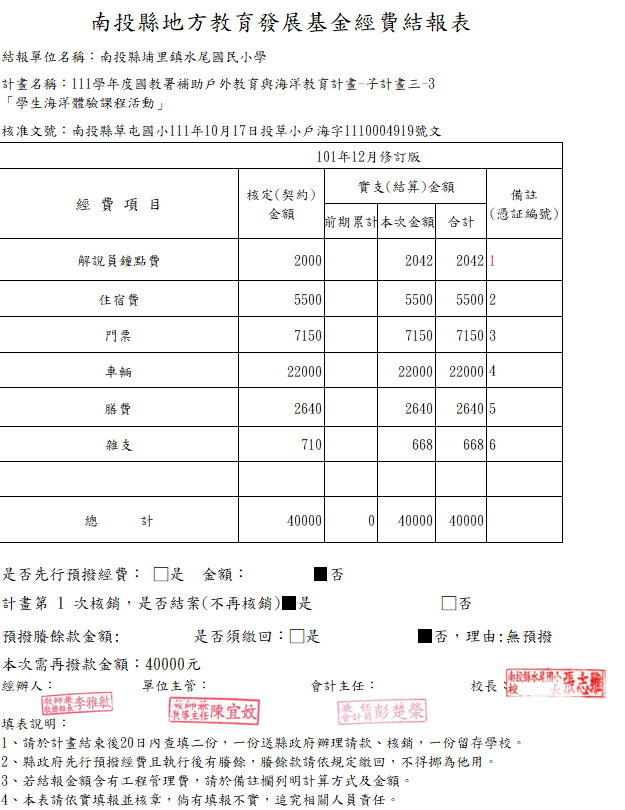 南投縣地方教育發展基金經費結報表
結報單位名稱：南投縣埔里鎮水尾國民小學
計畫名稱：111學年度國教署補助戶外教育與海洋教育計畫-子計畫三-3
「學生海洋體驗課程活動」
核准文號：南投縣草屯國小111年10月17日投草小戶海字1110004919號文
101年12月修訂版
經 費 項 目 核定(契約)金額 實支(結算)金額 備註(憑証編號)
前期累計 本次金額 合計
解說員鐘點費 2000 2042 2042 1
住宿費 5500 5500 5500 2
門票 7150 7150 7150 3
車輛 22000 22000 22000 4
膳費 2640 2640 2640 5
雜支 710 668 668 6
總 計 40000 0 40000 40000
是否先行預撥經費： □是 金額： ■否
計畫第 1 次核銷，是否結案(不再核銷)■是 □否
預撥賸餘款金額: 是否須繳回：□是 ■否，理由:無預撥
本次需再撥款金額：40000元
經辦人： 單位主管： 會計主任： 校長：
教師兼教務組長李雅敏 教師兼教導主任陳宜妏 兼任會計員彭楚榮 南投縣水尾國小校長張志雄
填表說明：
1、請於計畫結束後20日內查填二份，一份送縣政府辦理請款、核銷，一份留存學校。
2、縣政府先行預撥經費且執行後有賸餘，賸餘款請依規定繳回，不得挪為他用。
3、若結報金額含有工程管理費，請於備註欄列明計算方式及金額。
4、本表請依實填報並核章，倘有填報不實，追究相關人員責任。